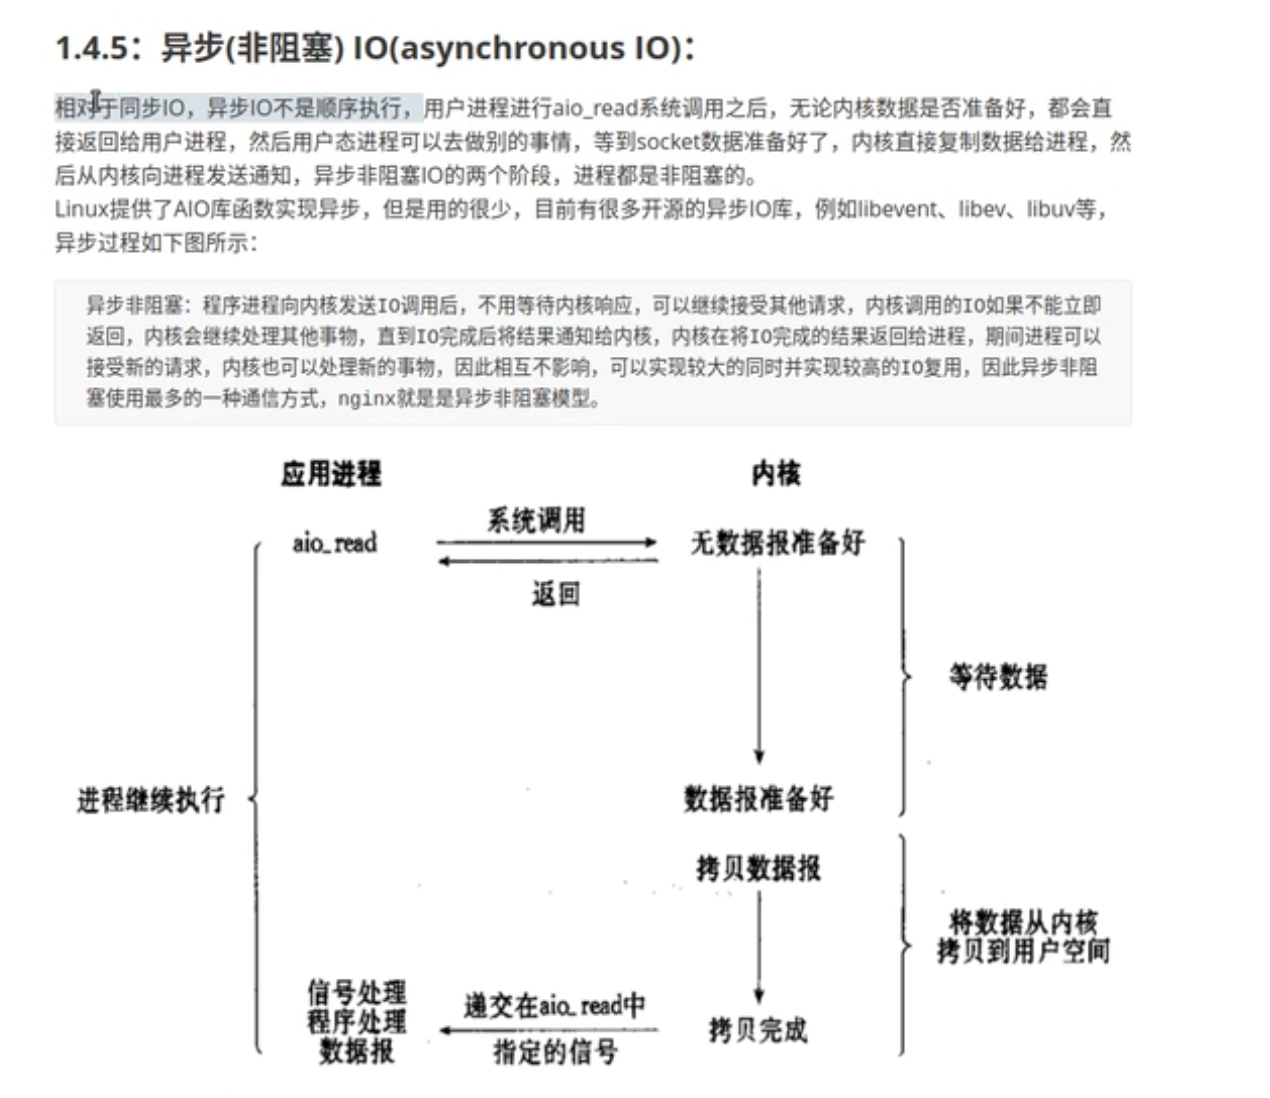 1.4.5：异步(非阻塞) IO(asynchronous IO)：
相对于同步IO，异步IO不是顺序执行，用户进程进行aio_read系统调用之后，无论内核数据是否准备好，都会直
接返回给用户进程，然后用户态进程可以去做别的事情，等到socket数据准备好了，内核直接复制数据给进程，然
后从内核向进程发送通知，异步非阻塞IO的两个阶段，进程都是非阻塞的。
Linux提供了AIO库函数实现异步，但是用的很少，目前有很多开源的异步IO库，例如libevent、libev、libuv等，
异步过程如下图所示：
异步非阻塞：程序进程向内核发送IO调用后，不用等待内核响应，可以继续接受其他请求，内核调用的IO如果不能立即
返回，内核会继续处理其他事物，直到IO完成后将结果通知给内核，内核在将IO完成的结果返回给进程，期间进程可以
接受新的请求，内核也可以处理新的事物，因此相互不影响，可以实现较大的同时并实现较高的IO复用，因此异步非阻
塞使用最多的一种通信方式，nginx就是是异步非阻塞模型。
应用进程
内核
系统调用
aio_read
无数据报准备好
返回
等待数据
进程继续执行
数据报准备好
拷贝数据报
将数据从内核
拷贝到用户空间
信号处理
程序处理
数据报
递交在aio_read中
指定的信号
拷贝完成